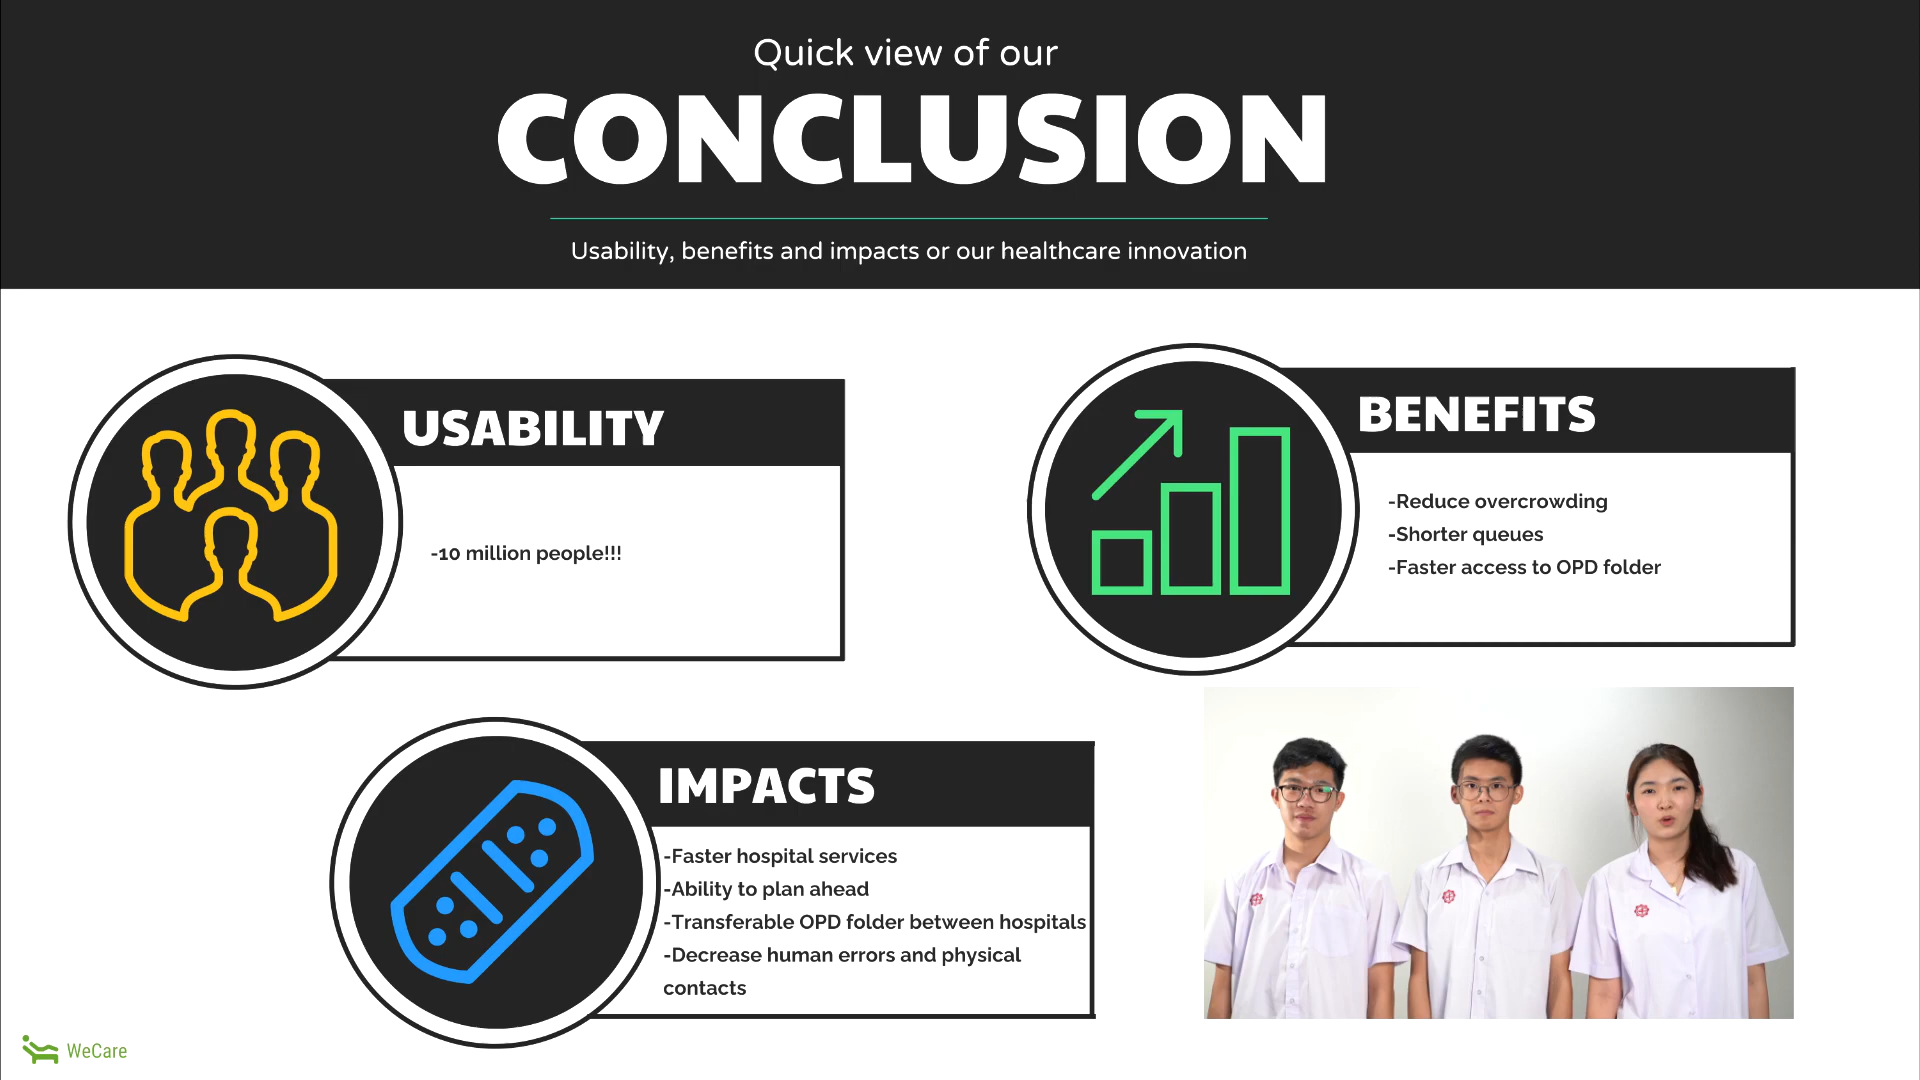 Quick view of our
CONCLUSION
Usability, benefits and impacts or our healthcare innovation
USABILITY
-10 million people!!!
BENEFITS
-Reduce overcrowding
-Shorter queues
-Faster access to OPD folder
IMPACTS
-Faster hospital services
-Ability to plan ahead
-Transferable OPD folder between hospitals
-Decrease human errors and physical
contacts
WeCare